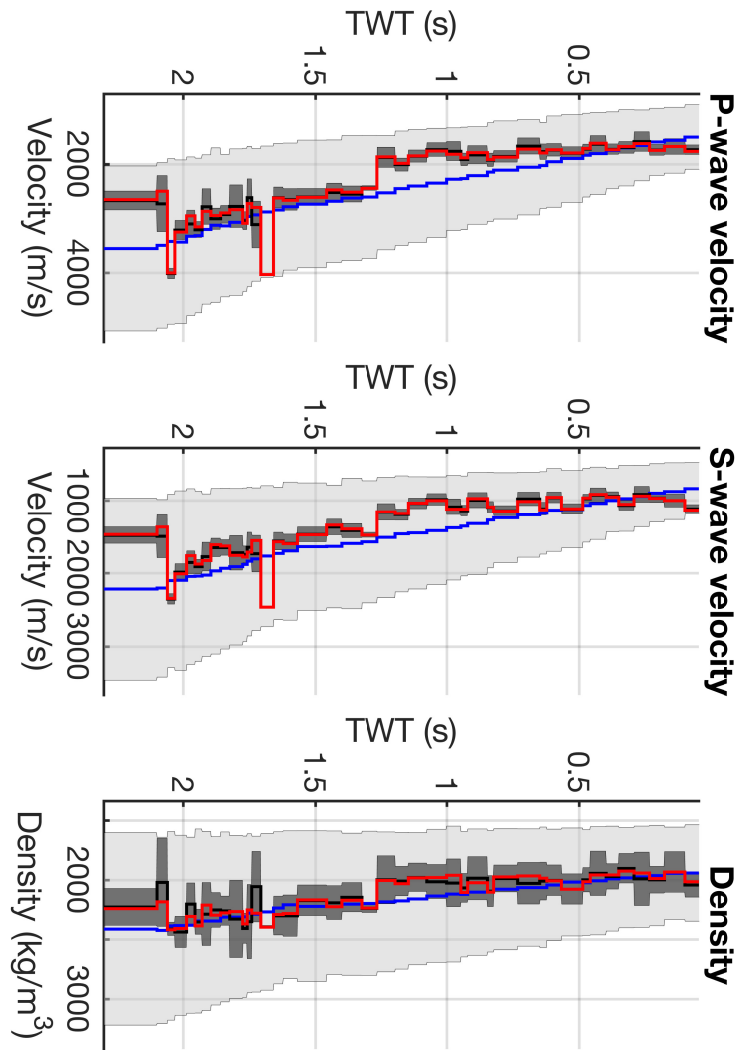 P-wave velocity
TWT (s)
0.5
1
1.5
2
2000
4000
Velocity (m/s)
S-wave velocity
TWT (s)
0.5
1
1.5
2
1000 2000 3000
Velocity (m/s)
Density
TWT (s)
0.5
1
1.5
2
2000
3000
Density (kg/m³)